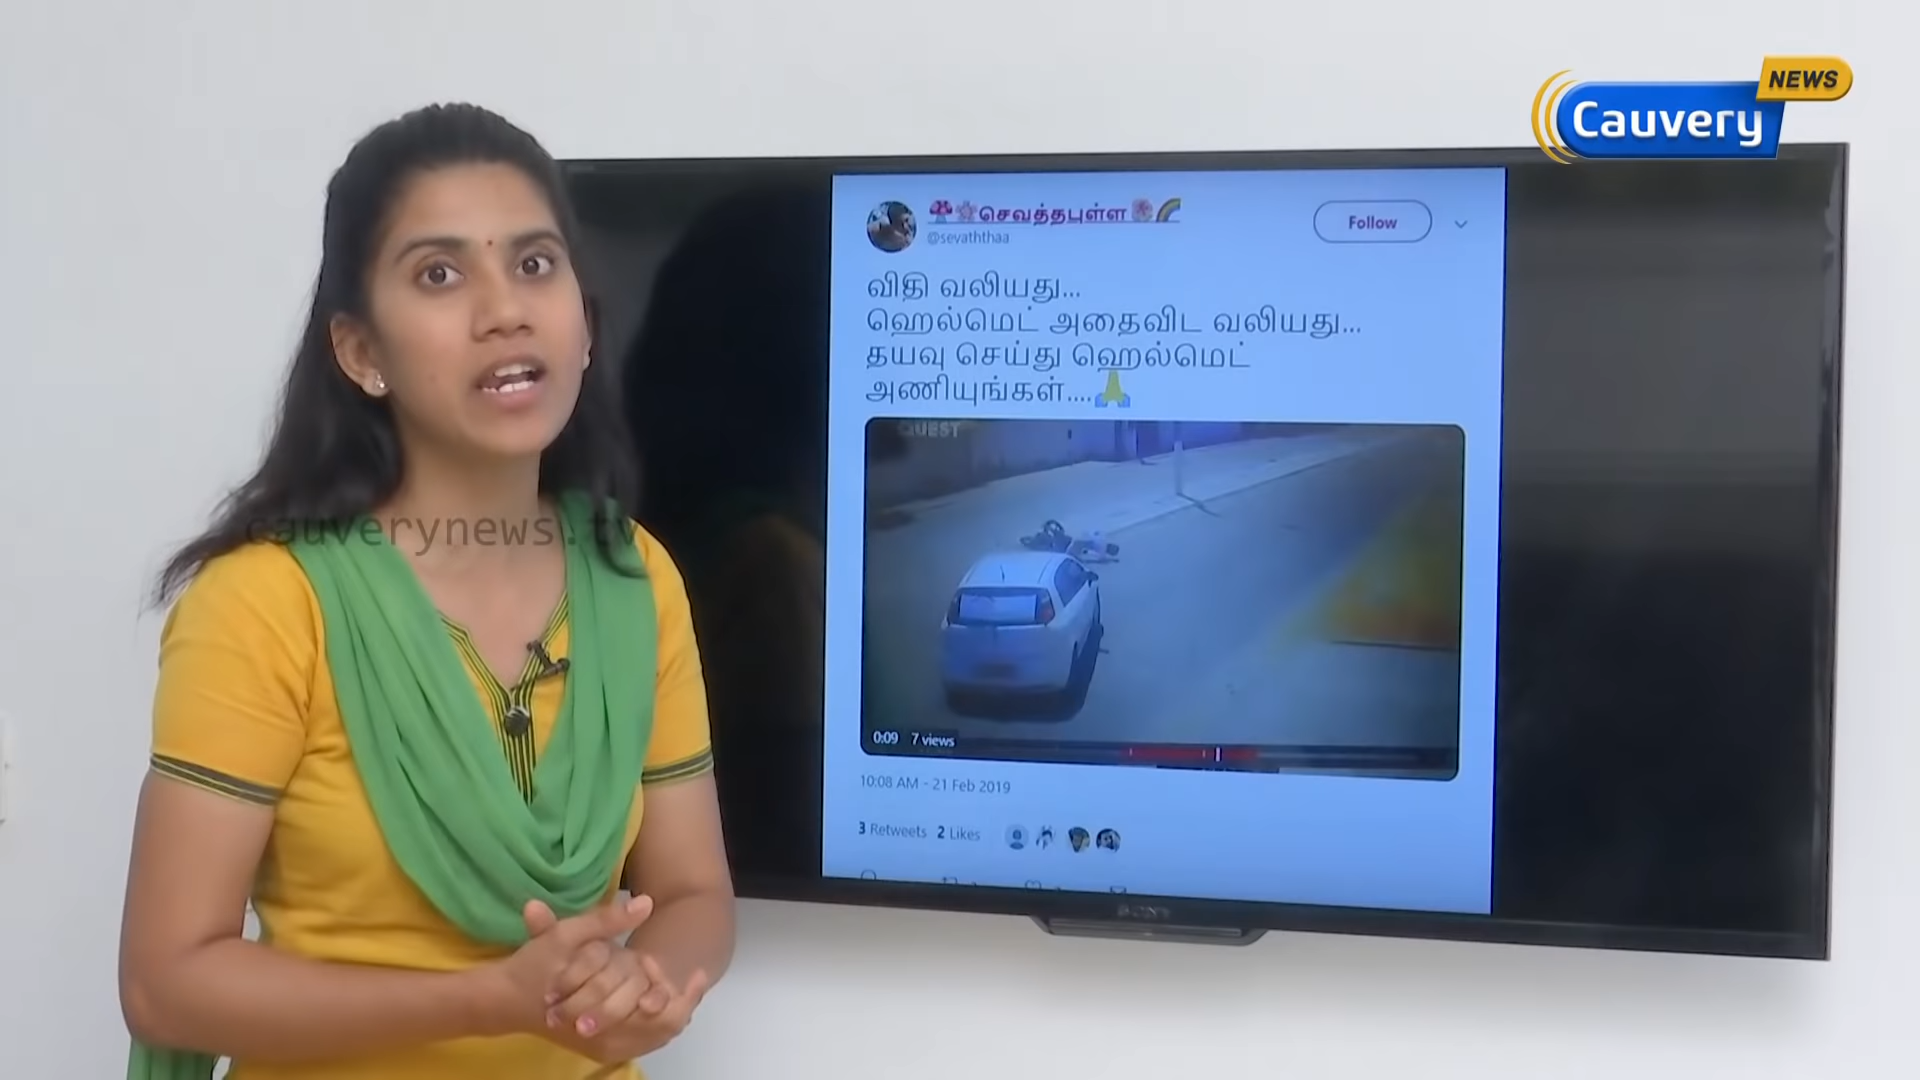 NEWS
Cauvery
செவத்தபுள்ள
@sevaththaa
Follow
விதி வலியது...
ஹெல்மெட் அதைவிட வலியது...
தயவு செய்து ஹெல்மெட்
அணியுங்கள்....🙏
QUEST
cauverynews.tv
0:09 7 views
10:08 AM - 21 Feb 2019
3 Retweets 2 Likes
SONY